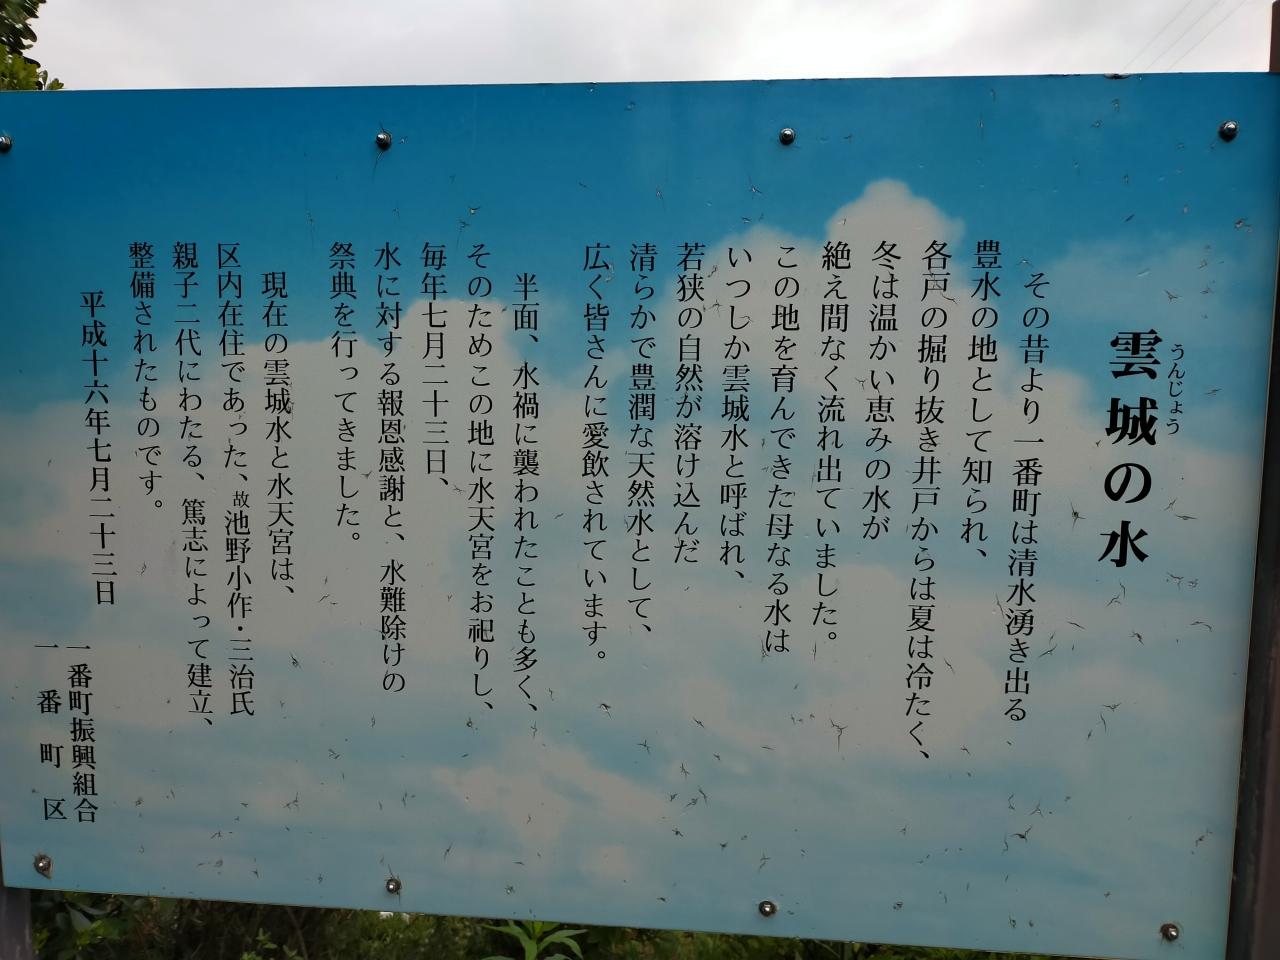 雲城の水
うんじょう
その昔より一番町は清水湧き出る
豊水の地として知られ、
各戸の掘り抜き井戸からは夏は冷たく、
冬は温かい恵みの水が
絶え間なく流れ出ていました。
この地を育んできた母なる水は
いつしか雲城水と呼ばれ、
若狭の自然が溶け込んだ
清らかで豊潤な天然水として、
広く皆さんに愛飲されています。
半面、水禍に襲われたことも多く、
そのためこの地に水天宮をお祀りし、
毎年七月二十三日、
水に対する報恩感謝と、水難除けの
祭典を行ってきました。
現在の雲城水と水天宮は、
区内在住であった、故池野小作・三治氏
親子二代にわたる、篤志によって建立、
整備されたものです。
平成十六年七月二十三日
一番町振興組合
一番町区